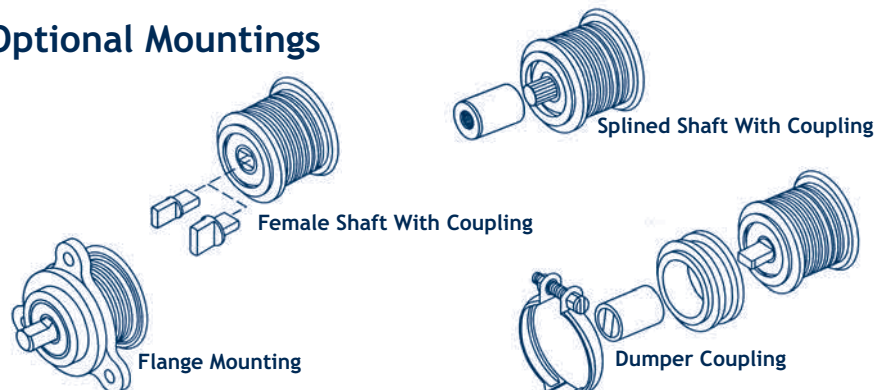 Optional Mountings
Splined Shaft With Coupling
Female Shaft With Coupling
Flange Mounting
Dumper Coupling